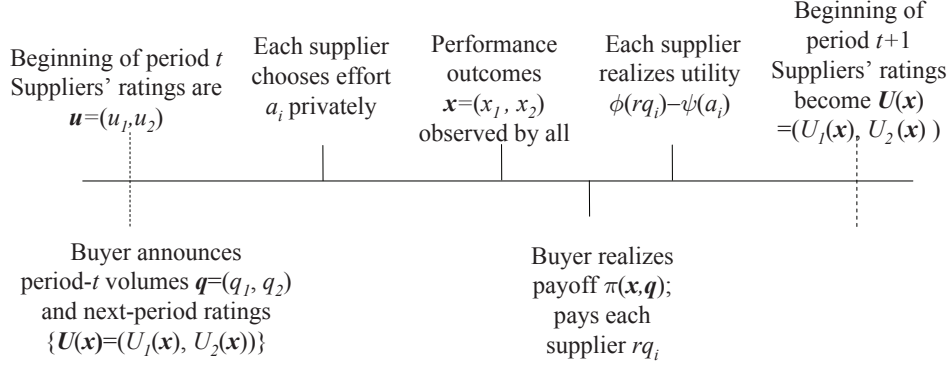 Beginning of period t
Suppliers' ratings are
u=(u₁,u₂)
Each supplier
chooses effort
aᵢ privately
Performance
outcomes
x=(x₁, x₂)
observed by all
Each supplier
realizes utility
ϕ(rqᵢ)−ψ(aᵢ)
Beginning of
period t+1
Suppliers' ratings
become U(x)
=(U₁(x), U₂(x) )
Buyer announces
period-t volumes q=(q₁, q₂)
and next-period ratings
{U(x)=(U₁(x), U₂(x))}
Buyer realizes
payoff π(x,q);
pays each
supplier rqᵢ